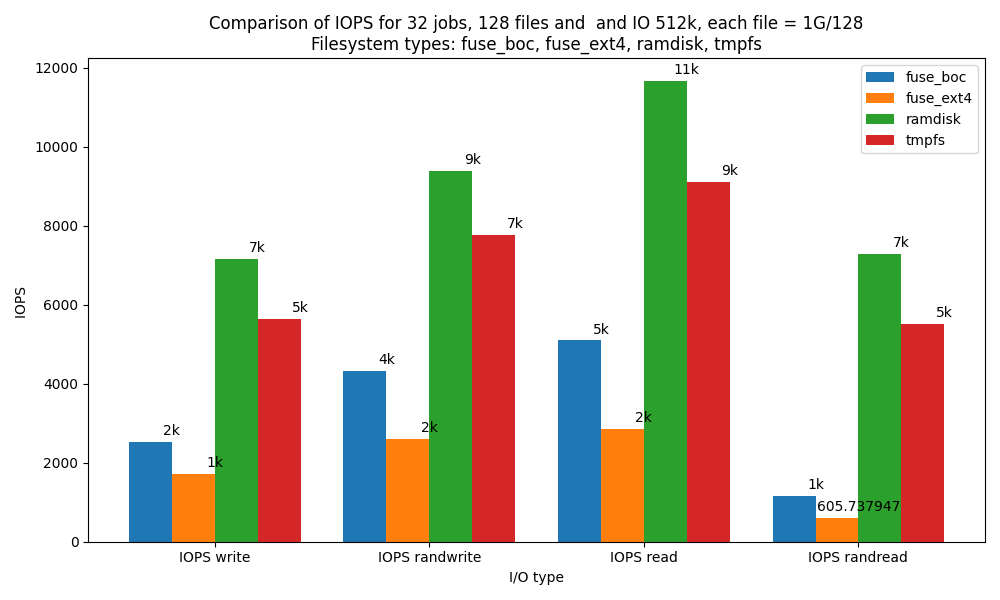 Comparison of IOPS for 32 jobs, 128 files and  and IO 512k, each file = 1G/128
Filesystem types: fuse_boc, fuse_ext4, ramdisk, tmpfs
IOPS
12000
10000
8000
6000
4000
2000
0
fuse_boc
fuse_ext4
ramdisk
tmpfs
2k
1k
7k
5k
4k
2k
9k
7k
5k
2k
11k
9k
1k
605.737947
7k
5k
IOPS write
IOPS randwrite
IOPS read
IOPS randread
I/O type